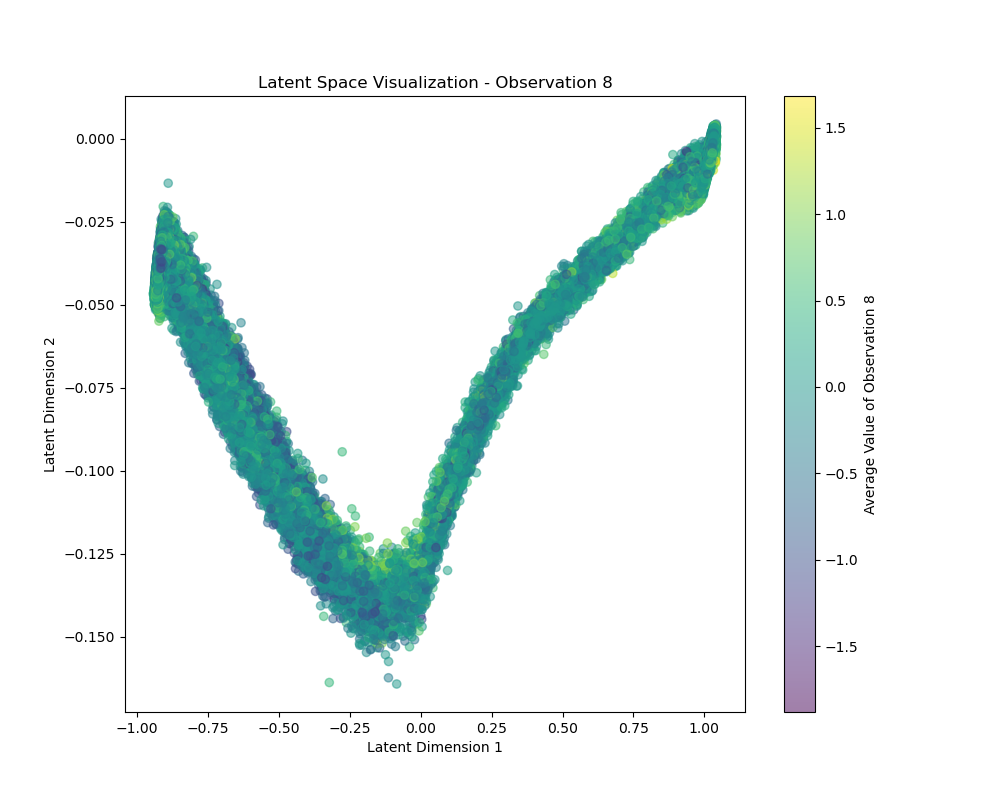 Latent Space Visualization - Observation 8
0.000
−0.025
−0.050
−0.075
−0.100
−0.125
−0.150
Latent Dimension 2
−1.00 −0.75 −0.50 −0.25 0.00 0.25 0.50 0.75 1.00
Latent Dimension 1
1.5
1.0
0.5
0.0
−0.5
−1.0
−1.5
Average Value of Observation 8